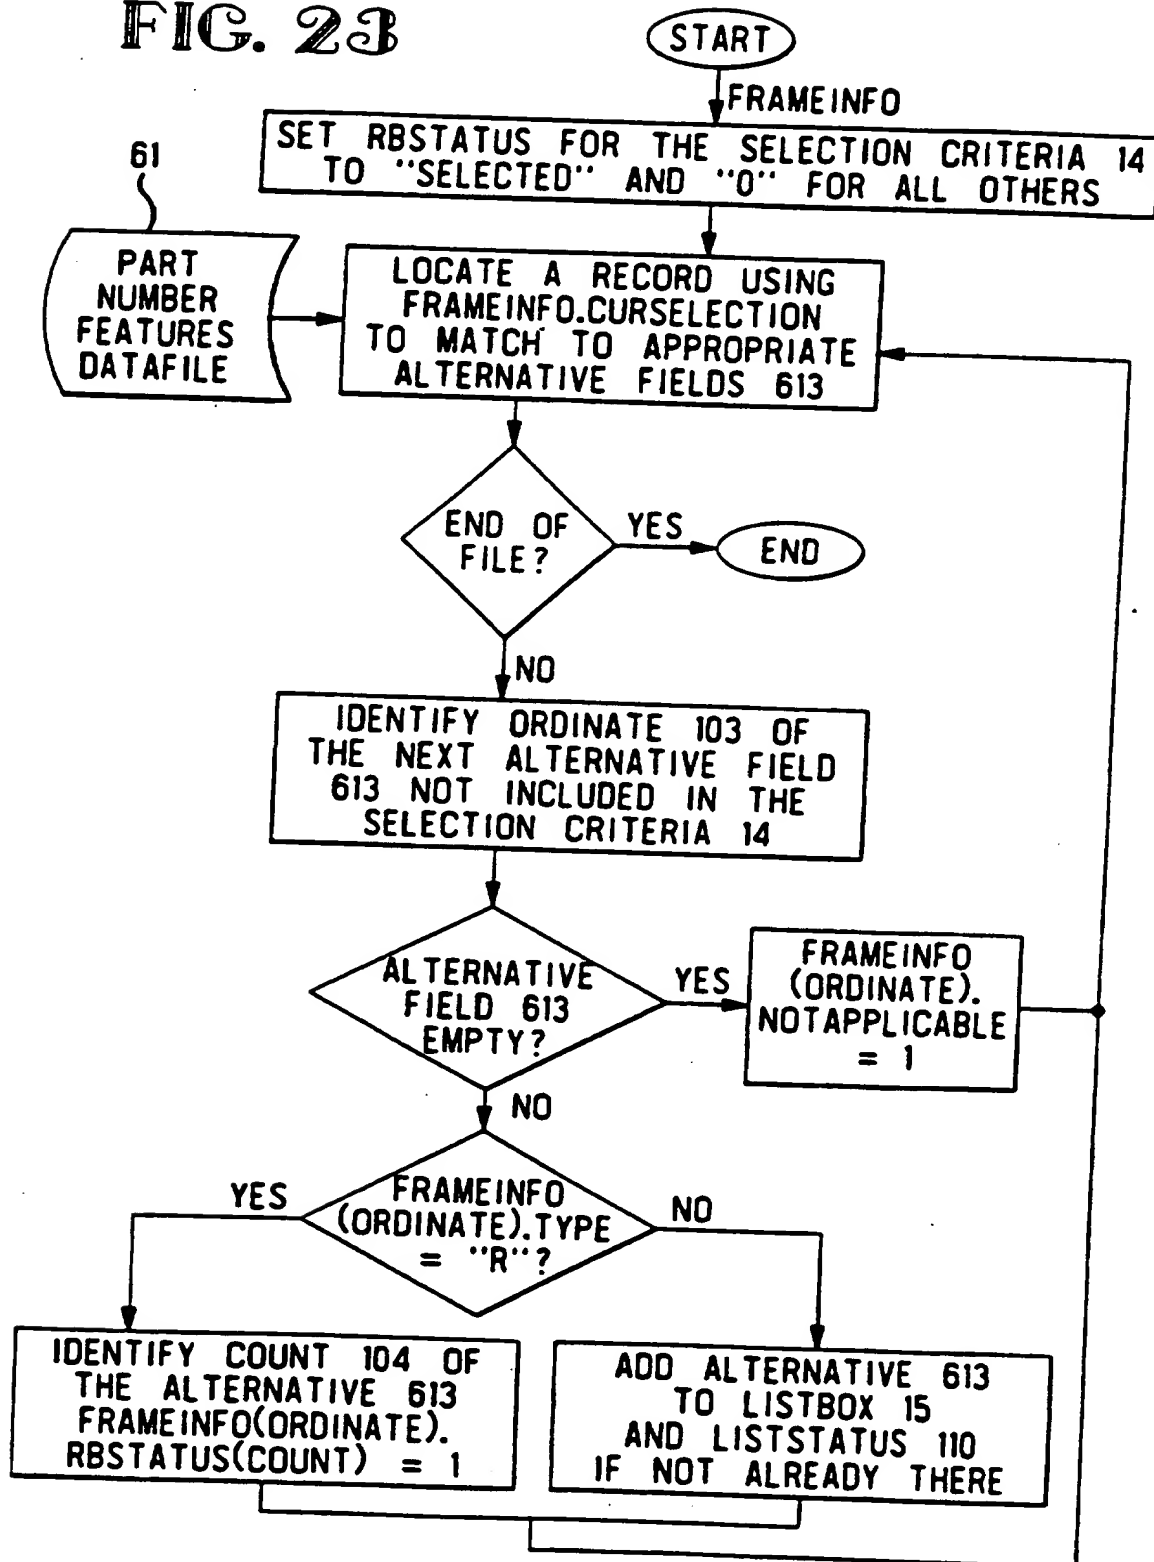 FIG. 23
START
FRAMEINFO
SET RBSTATUS FOR THE SELECTION CRITERIA 14
TO "SELECTED" AND "0" FOR ALL OTHERS
61
PART
NUMBER
FEATURES
DATAFILE
LOCATE A RECORD USING
FRAMEINFO.CURSELECTION
TO MATCH TO APPROPRIATE
ALTERNATIVE FIELDS 613
END OF
FILE?
YES
END
NO
IDENTIFY ORDINATE 103 OF
THE NEXT ALTERNATIVE FIELD
613 NOT INCLUDED IN THE
SELECTION CRITERIA 14
ALTERNATIVE
FIELD 613
EMPTY?
YES
FRAMEINFO
(ORDINATE).
NOTAPPLICABLE
= 1
NO
FRAMEINFO
(ORDINATE).TYPE
= "R"?
YES
NO
IDENTIFY COUNT 104 OF
THE ALTERNATIVE 613
FRAMEINFO(ORDINATE).
RBSTATUS(COUNT) = 1
ADD ALTERNATIVE 613
TO LISTBOX 15
AND LISTSTATUS 110
IF NOT ALREADY THERE